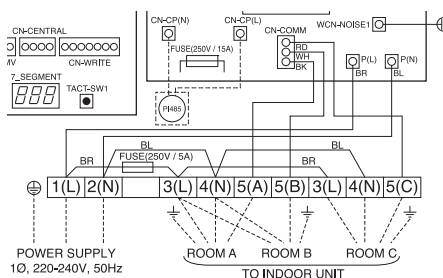 CN-CENTRAL
CN-WRITE
7_SEGMENT
TACT-SW1
CN-CP(N)
CN-CP(L)
CN-COMM
WCN-NOISE1
FUSE(250V / 15A)
RD
WH
BK
P(L)
P(N)
BR
BL
PI485
BL
BL
BR
FUSE(250V / 5A)
BR
1(L) 2(N) 3(L) 4(N) 5(A) 5(B) 3(L) 4(N) 5(C)
POWER SUPPLY
1Ø, 220-240V, 50Hz
ROOM A ROOM B ROOM C
TO INDOOR UNIT